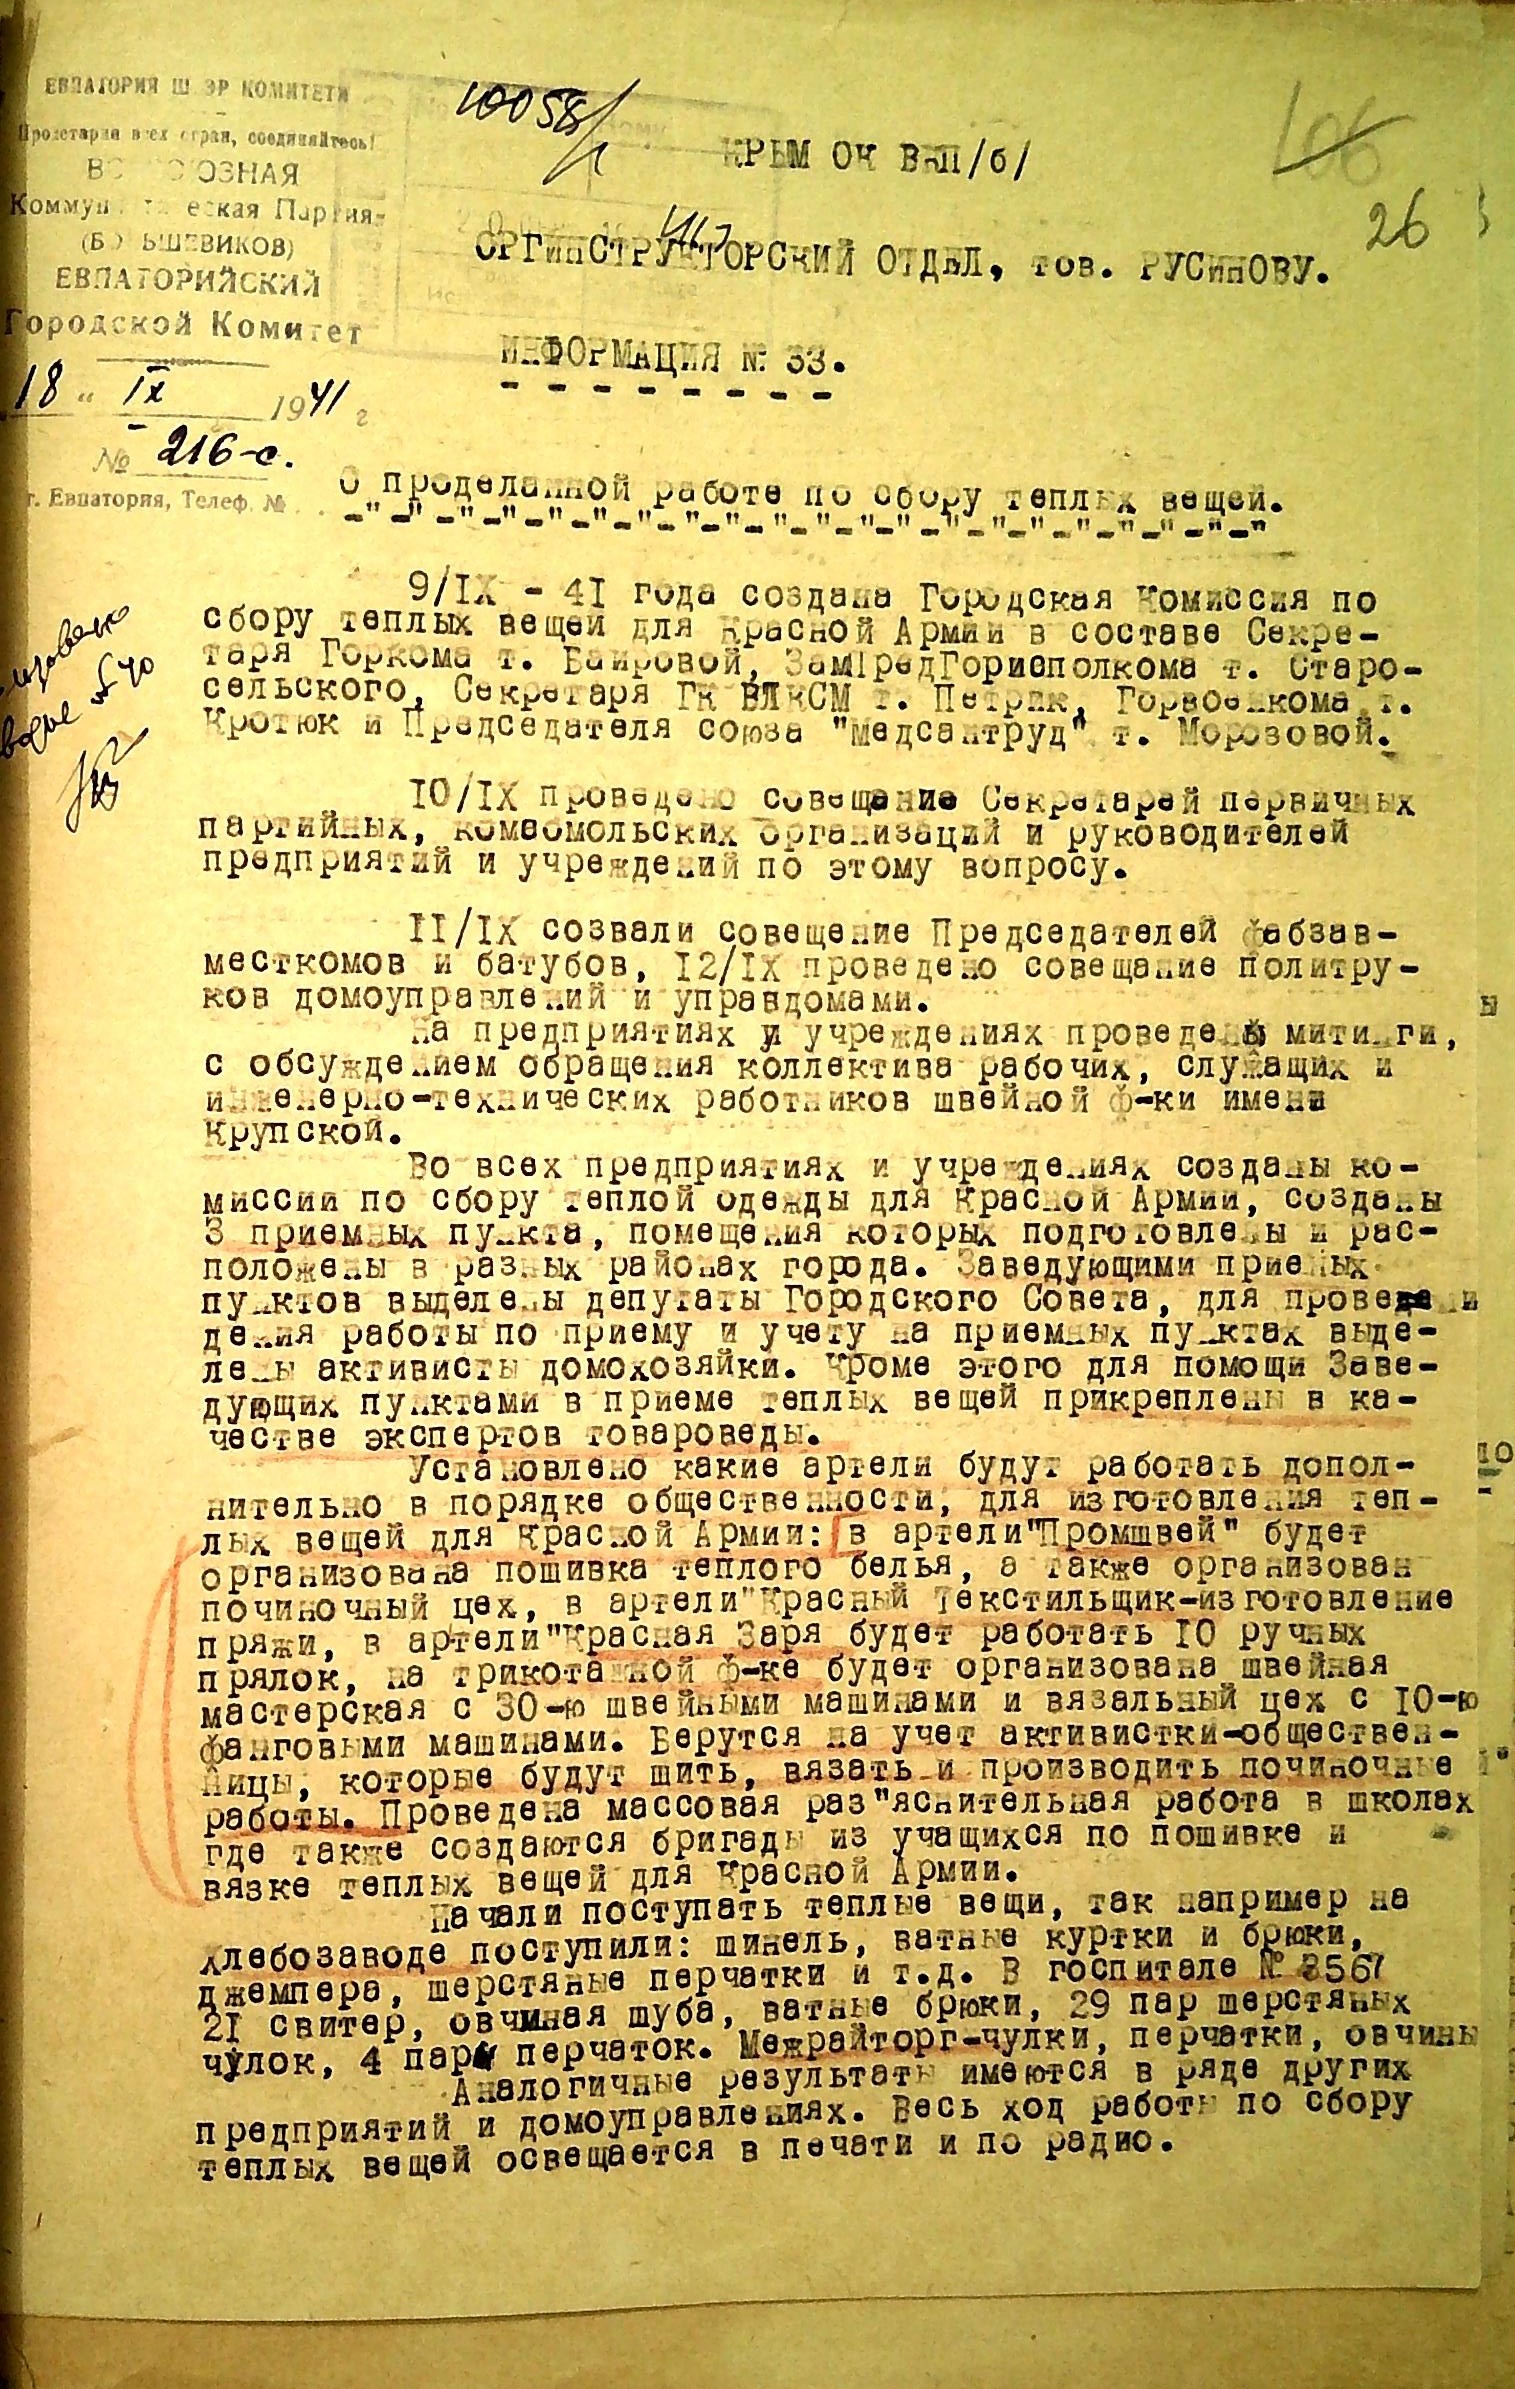 ЕВПАТОРИЯ Ш ЭР КОМИТЕТИ
Пролетарии всех стран, соединяйтесь!
ВСЕСОЮЗНАЯ
Коммунистическая Партия
(БОЛЬШЕВИКОВ)
ЕВПАТОРИЙСКИЙ
Городской Комитет
18 " IX 1941 г
№ 216-с.
г. Евпатория, Телеф. №
10058
106
26
КРЫМ ОК ВКП/б/
ОРГИНСТРУКТОРСКИЙ ОТДЕЛ, тов. РУСИНОВУ.
ИНФОРМАЦИЯ № 33.
О проделанной работе по сбору теплых вещей.
9/IX - 41 года создана Городская Комиссия по
сбору теплых вещей для Красной Армии в составе Секре-
таря Горкома т. Баировой, ЗамПредГорисполкома т. Старо-
сельского, Секретаря ГК ВЛКСМ т. Петрик, Горвоенкома т.
Кротюк и Председателя союза "Медсантруд" т. Морозовой.
10/IX проведено совещание Секретарей первичных
партийных, комсомольских организаций и руководителей
предприятий и учреждений по этому вопросу.
11/IX созвали совещение Председателей фабзав-
месткомов и батубов, 12/IX проведено совещание политру-
ков домоуправлений и управдомами.
На предприятиях и учреждениях проведены митинги,
с обсуждением обращения коллектива рабочих, служащих и
инженерно-технических работников швейной ф-ки имени
Крупской.
Во всех предприятиях и учреждениях созданы ко-
миссии по сбору теплой одежды для Красной Армии, созданы
3 приемных пункта, помещения которых подготовлены и рас-
положены в разных районах города. Заведующими приемных
пунктов выделены депутаты Городского Совета, для прове
дения работы по приему и учету на приемных пунктах выде-
лены активисты домохозяйки. Кроме этого для помощи Заве-
дующих пунктами в приеме теплых вещей прикреплены в ка-
честве экспертов товароведы.
Установлено какие артели будут работать допол-
нительно в порядке общественности, для изготовления теп-
лых вещей для Красной Армии: в артели"Промшвей" будет
организована пошивка теплого белья, а также организован
починочный цех, в артели"Красный Текстильщик-изготовление
пряжи, в артели"Красная Заря будет работать 10 ручных
прялок, на трикотажной ф-ке будет организована швейная
мастерская с 30-ю швейными машинами и вязальный цех с 10-ю
фанговыми машинами. Берутся на учет активистки-обществен-
ницы, которые будут шить, вязать и производить починочные
работы. Проведена массовая раз"яснительная работа в школах
где также создаются бригады из учащихся по пошивке и
вязке теплых вещей для Красной Армии.
Начали поступать теплые вещи, так например на
хлебозаводе поступили: шинель, ватные куртки и брюки,
джемпера, шерстяные перчатки и т.д. В госпитале № 3567
21 свитер, овчиная шуба, ватные брюки, 29 пар шерстяных
чулок, 4 пары перчаток. Межрайторг-чулки, перчатки, овчины
Аналогичные результаты имеются в ряде других
предприятий и домоуправлениях. Весь ход работы по сбору
теплых вещей освещается в печати и по радио.